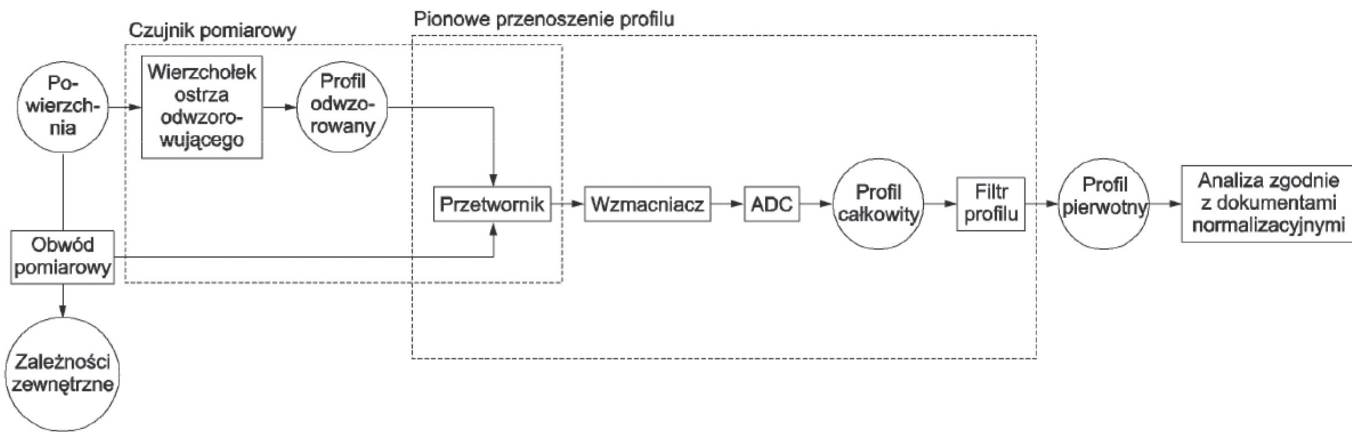 Pionowe przenoszenie profilu
Czujnik pomiarowy
Po-
wierzch-
nia
Wierzchołek
ostrza
odwzoro-
wującego
Profil
odwzo-
rowany
Przetwornik
Wzmacniacz
ADC
Profil
całkowity
Filtr
profilu
Profil
pierwotny
Analiza zgodnie
z dokumentami
normalizacyjnymi
Obwód
pomiarowy
Zależności
zewnętrzne